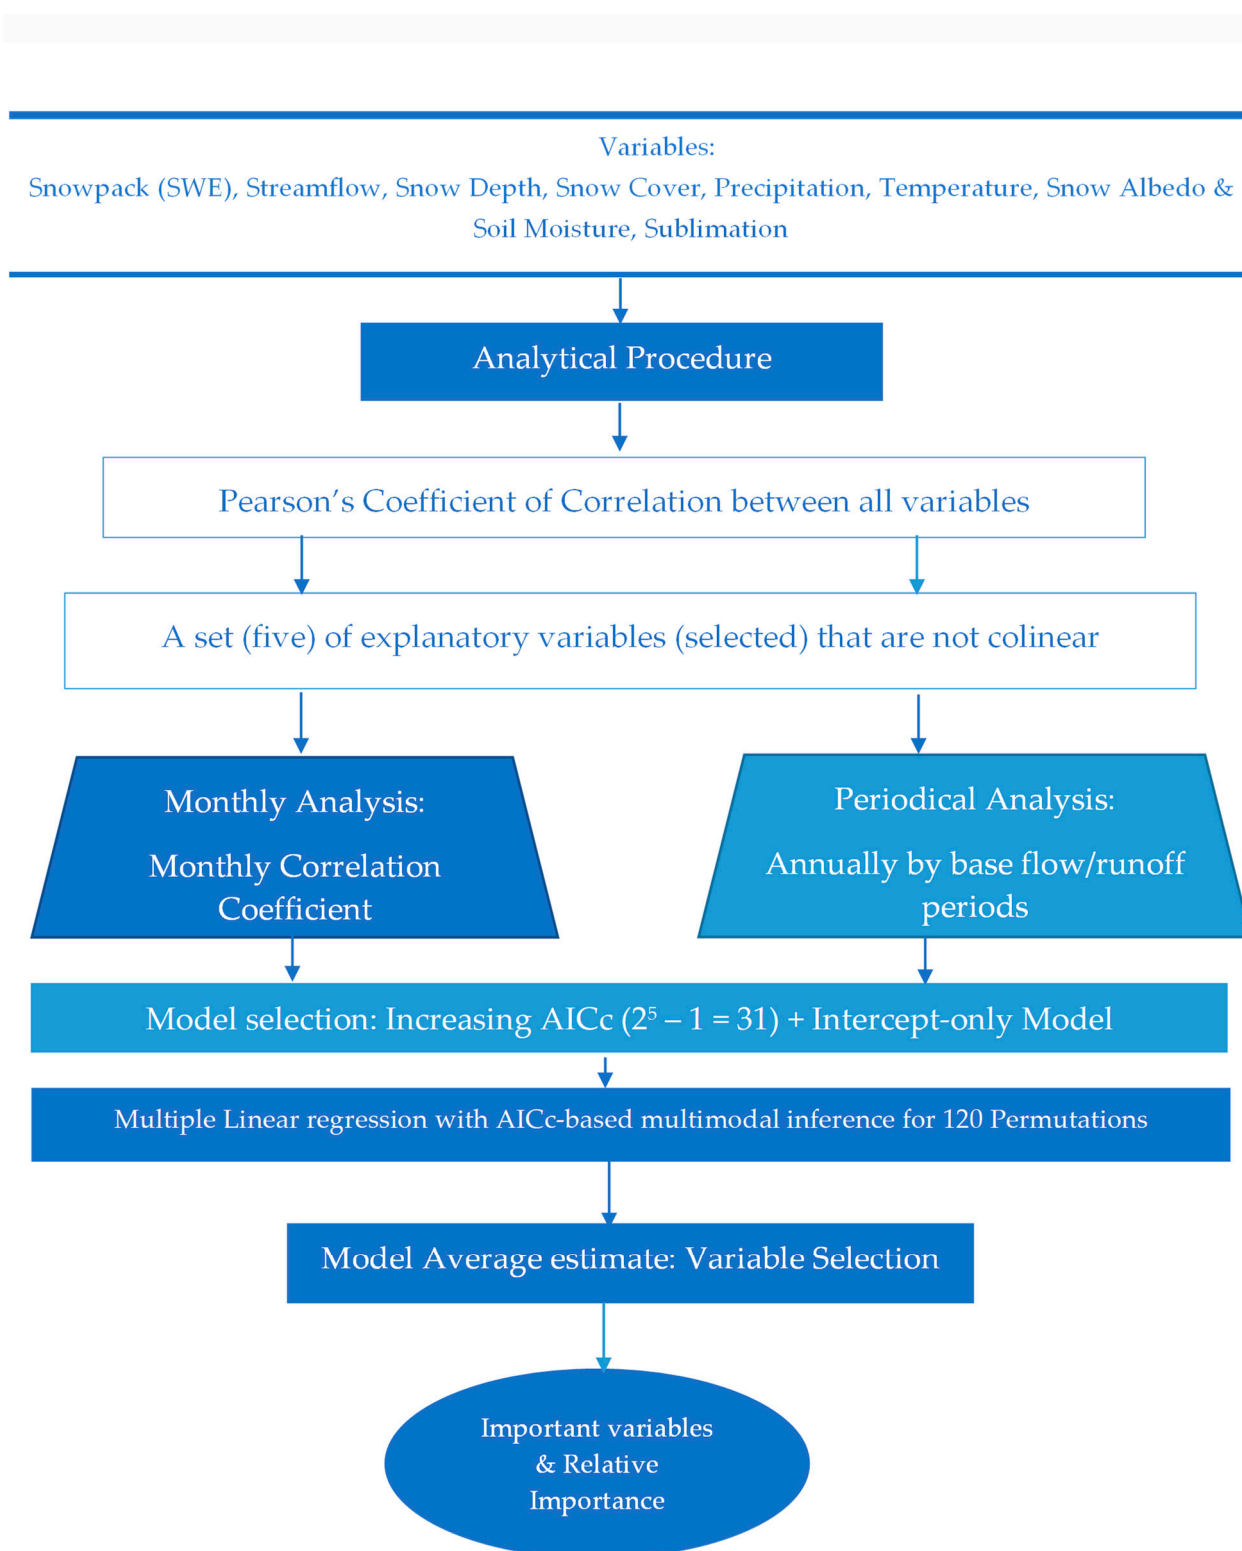 Variables:
Snowpack (SWE), Streamflow, Snow Depth, Snow Cover, Precipitation, Temperature, Snow Albedo &
Soil Moisture, Sublimation
Analytical Procedure
Pearson’s Coefficient of Correlation between all variables
A set (five) of explanatory variables (selected) that are not colinear
Monthly Analysis:
Monthly Correlation
Coefficient
Periodical Analysis:
Annually by base flow/runoff
periods
Model selection: Increasing AICc (2⁵ – 1 = 31) + Intercept-only Model
Multiple Linear regression with AICc-based multimodal inference for 120 Permutations
Model Average estimate: Variable Selection
Important variables
& Relative
Importance